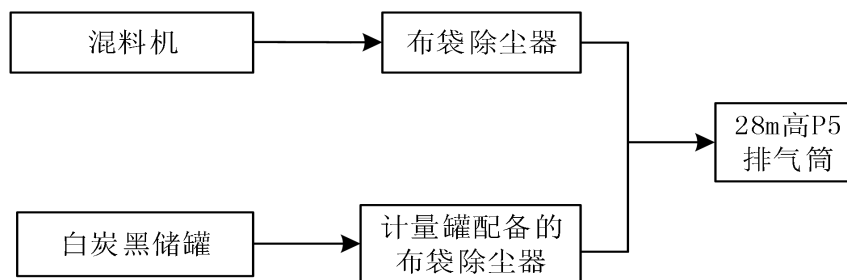 混料机
布袋除尘器
28m高P5
排气筒
白炭黑储罐
计量罐配备的
布袋除尘器